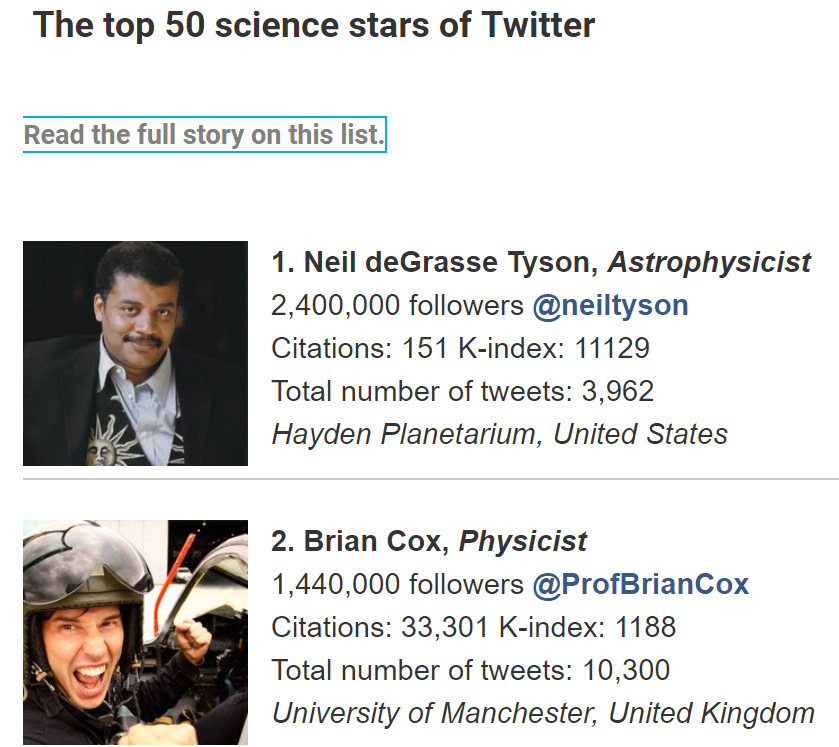 The top 50 science stars of Twitter
Read the full story on this list.
1. Neil deGrasse Tyson, Astrophysicist
2,400,000 followers @neiltyson
Citations: 151 K-index: 11129
Total number of tweets: 3,962
Hayden Planetarium, United States
2. Brian Cox, Physicist
1,440,000 followers @ProfBrianCox
Citations: 33,301 K-index: 1188
Total number of tweets: 10,300
University of Manchester, United Kingdom